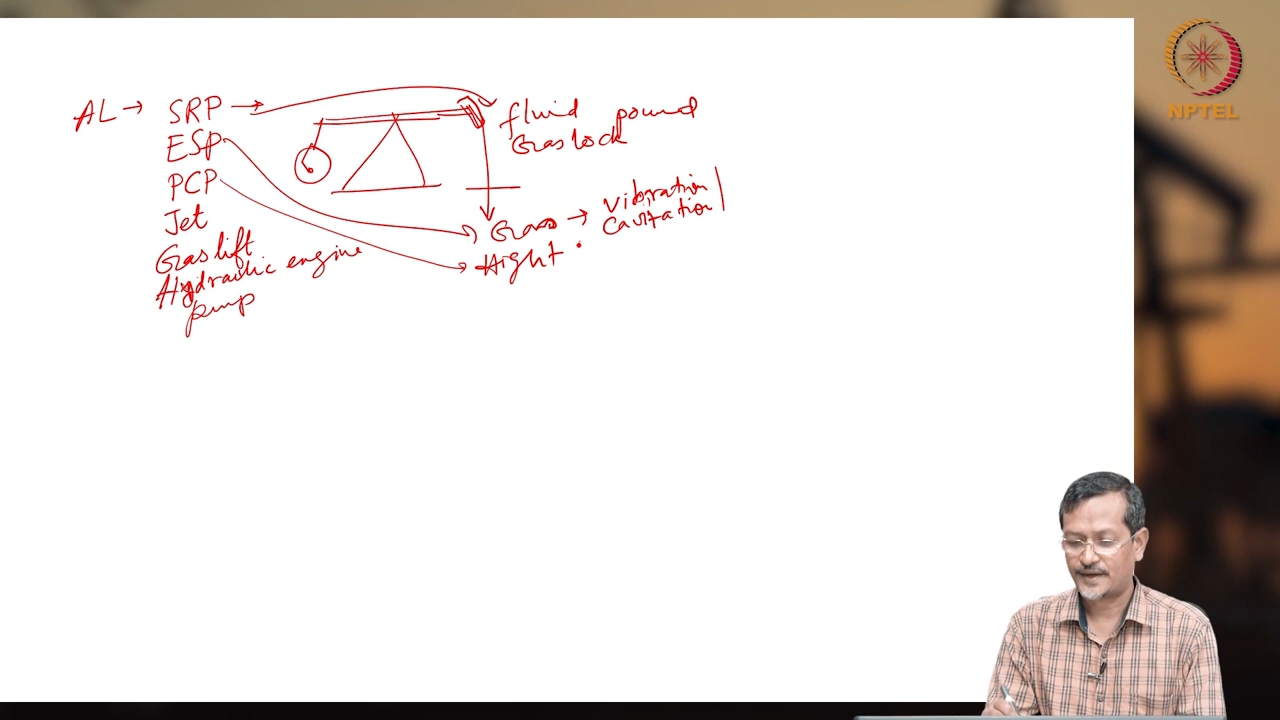 AL → SRP →
fluid pound
Gas lock
ESP
PCP
Jet
Gas lift
Hydraulic engine
pump
Gas → vibration
cavitation
Hight
NPTEL